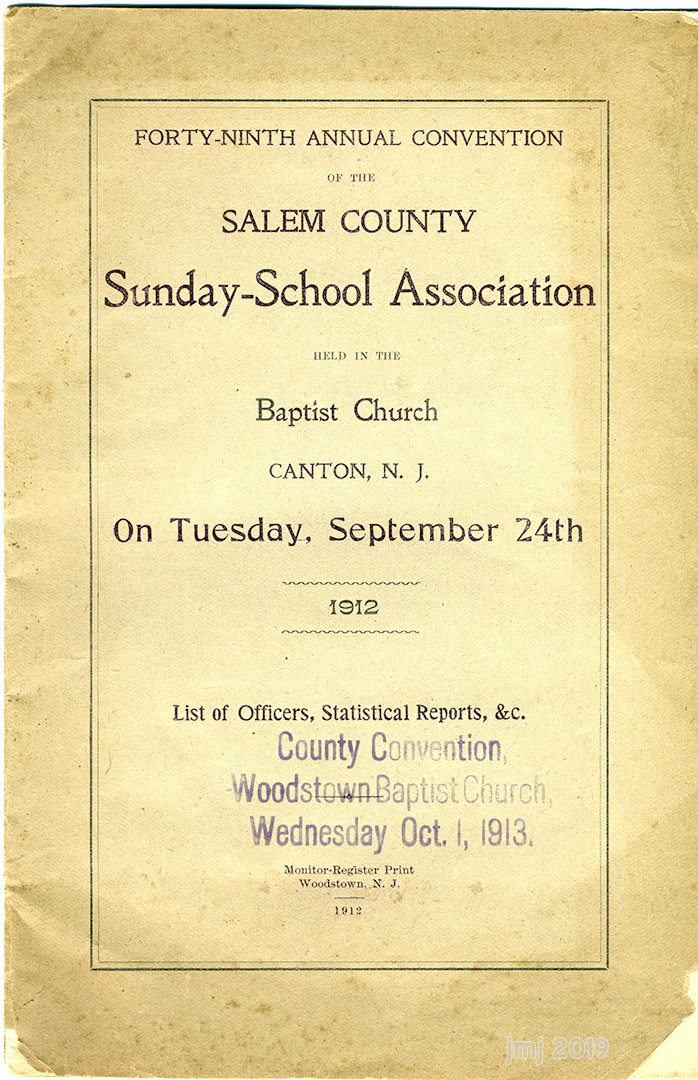 FORTY-NINTH ANNUAL CONVENTION
OF THE
SALEM COUNTY
Sunday-School Association
HELD IN THE
Baptist Church
CANTON, N. J.
On Tuesday, September 24th
1912
List of Officers, Statistical Reports, &c.
County Convention,
Woodstown Baptist Church,
Wednesday Oct. 1, 1913.
Monitor-Register Print
Woodstown, N. J.
1912
jmj 2019